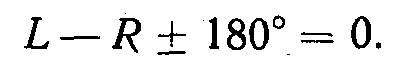 L — R ± 180° = 0.